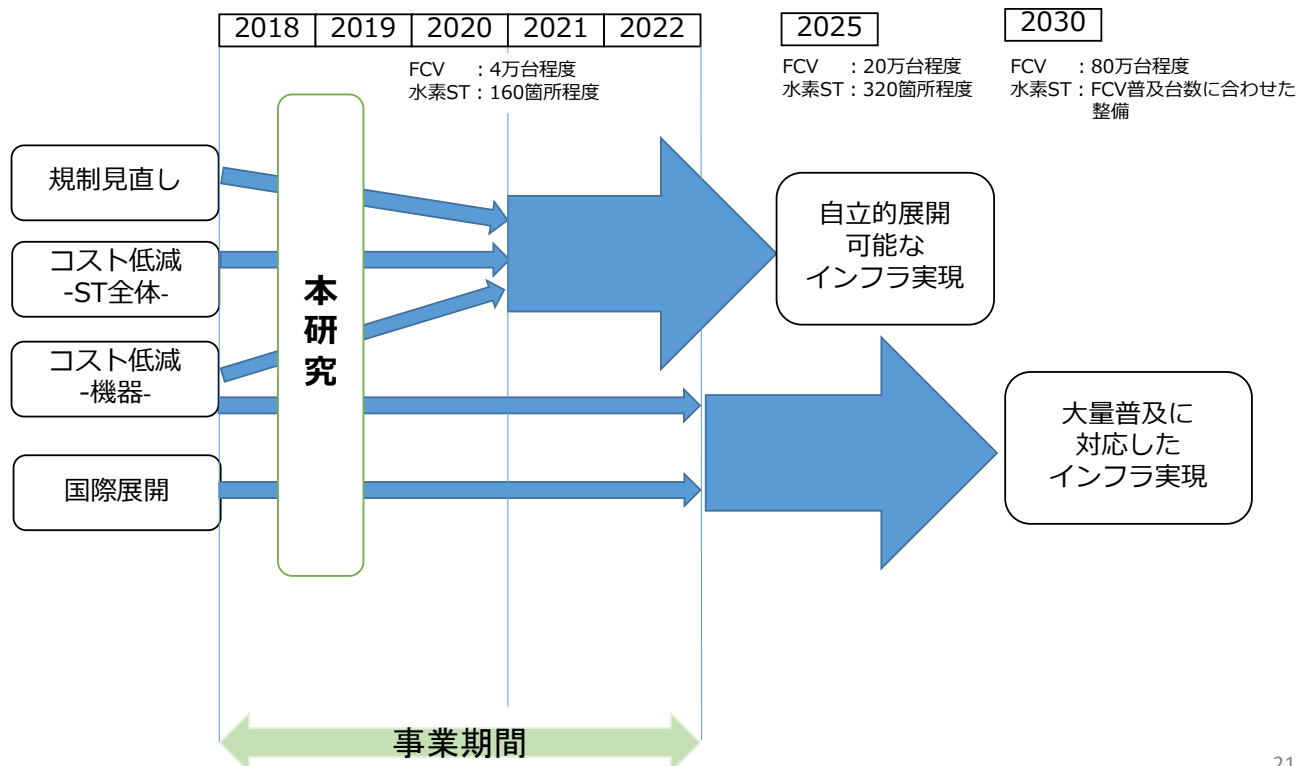 2018 2019 2020 2021 2022 2025 2030
FCV ：4万台程度
水素ST：160箇所程度
FCV ：20万台程度
水素ST：320箇所程度
FCV ：80万台程度
水素ST：FCV普及台数に合わせた
整備
規制見直し
コスト低減
-ST全体-
コスト低減
-機器-
国際展開
本研究
自立的展開
可能な
インフラ実現
大量普及に
対応した
インフラ実現
事業期間
21